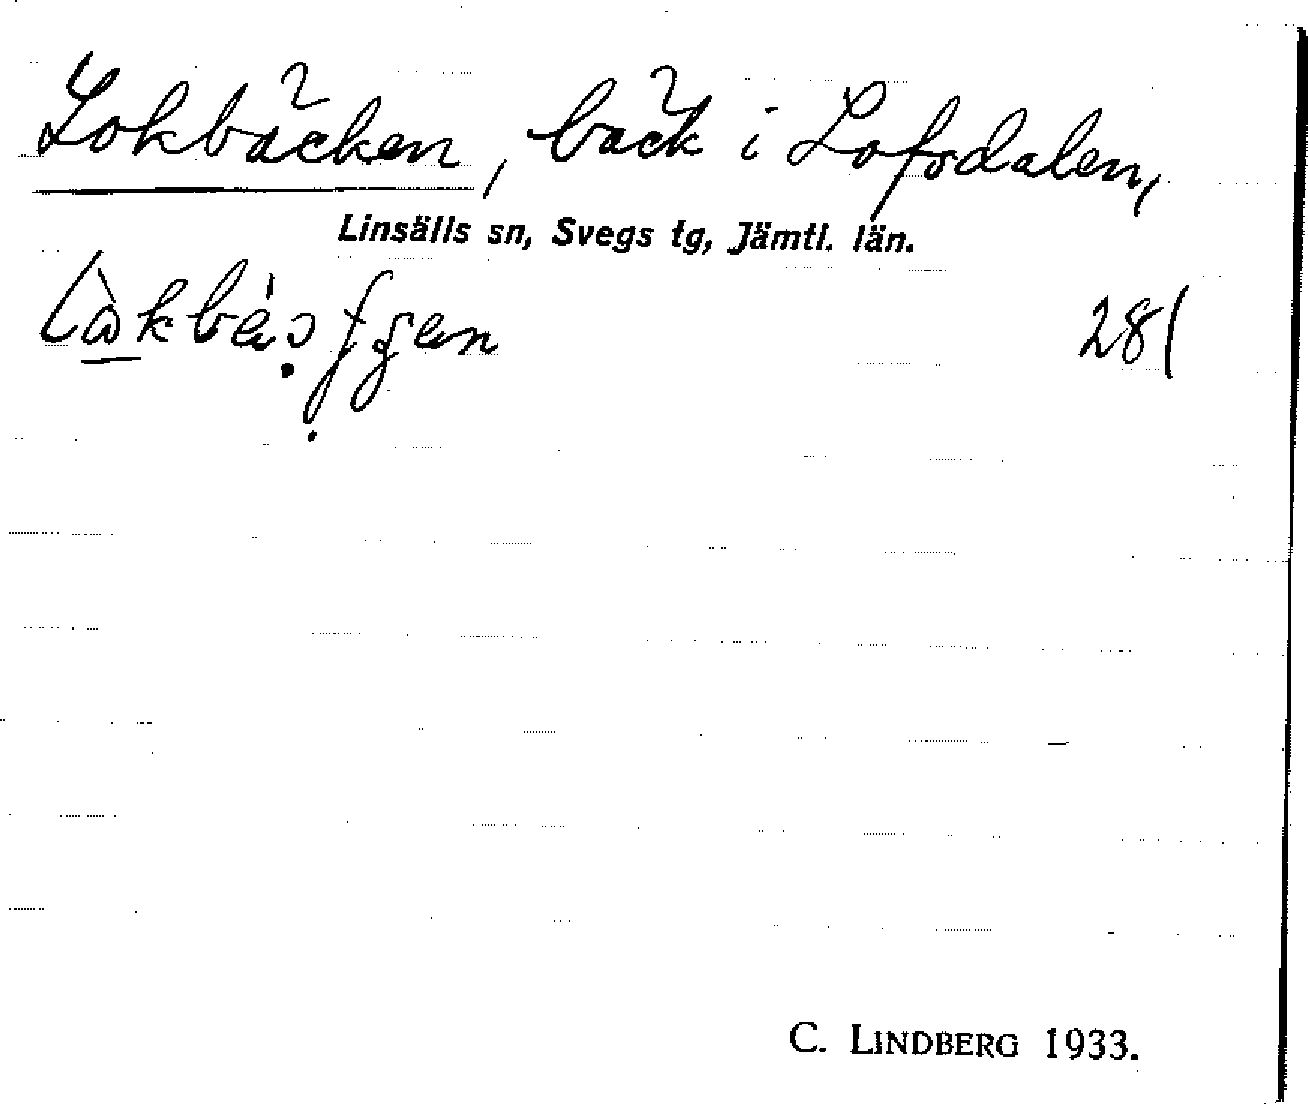 Lokbäcken, bäck i Lofsdalen,
Linsälls sn, Svegs tg, Jämtl. län.
281
C. LINDBERG 1933.